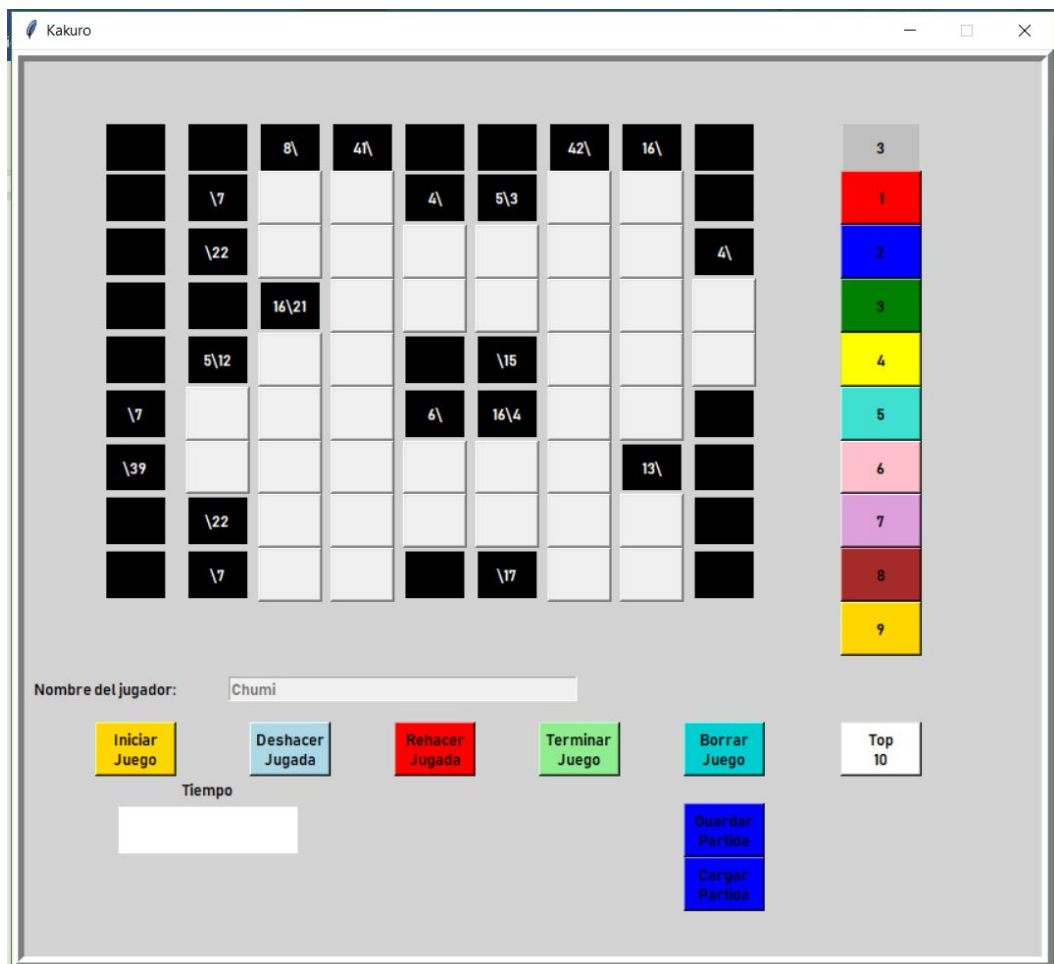 Kakuro
8\ 41\ 42\ 16\ 3
\7 4\ 5\3 1
\22 4\ 2
16\21 3
5\12 \15 4
\7 6\ 16\4 5
\39 13\ 6
\22 7
\7 \17 8
9
Nombre del jugador: Chumi
Iniciar Juego
Deshacer Jugada
Rehacer Jugada
Terminar Juego
Borrar Juego
Top 10
Tiempo
Guardar Partida
Cargar Partida